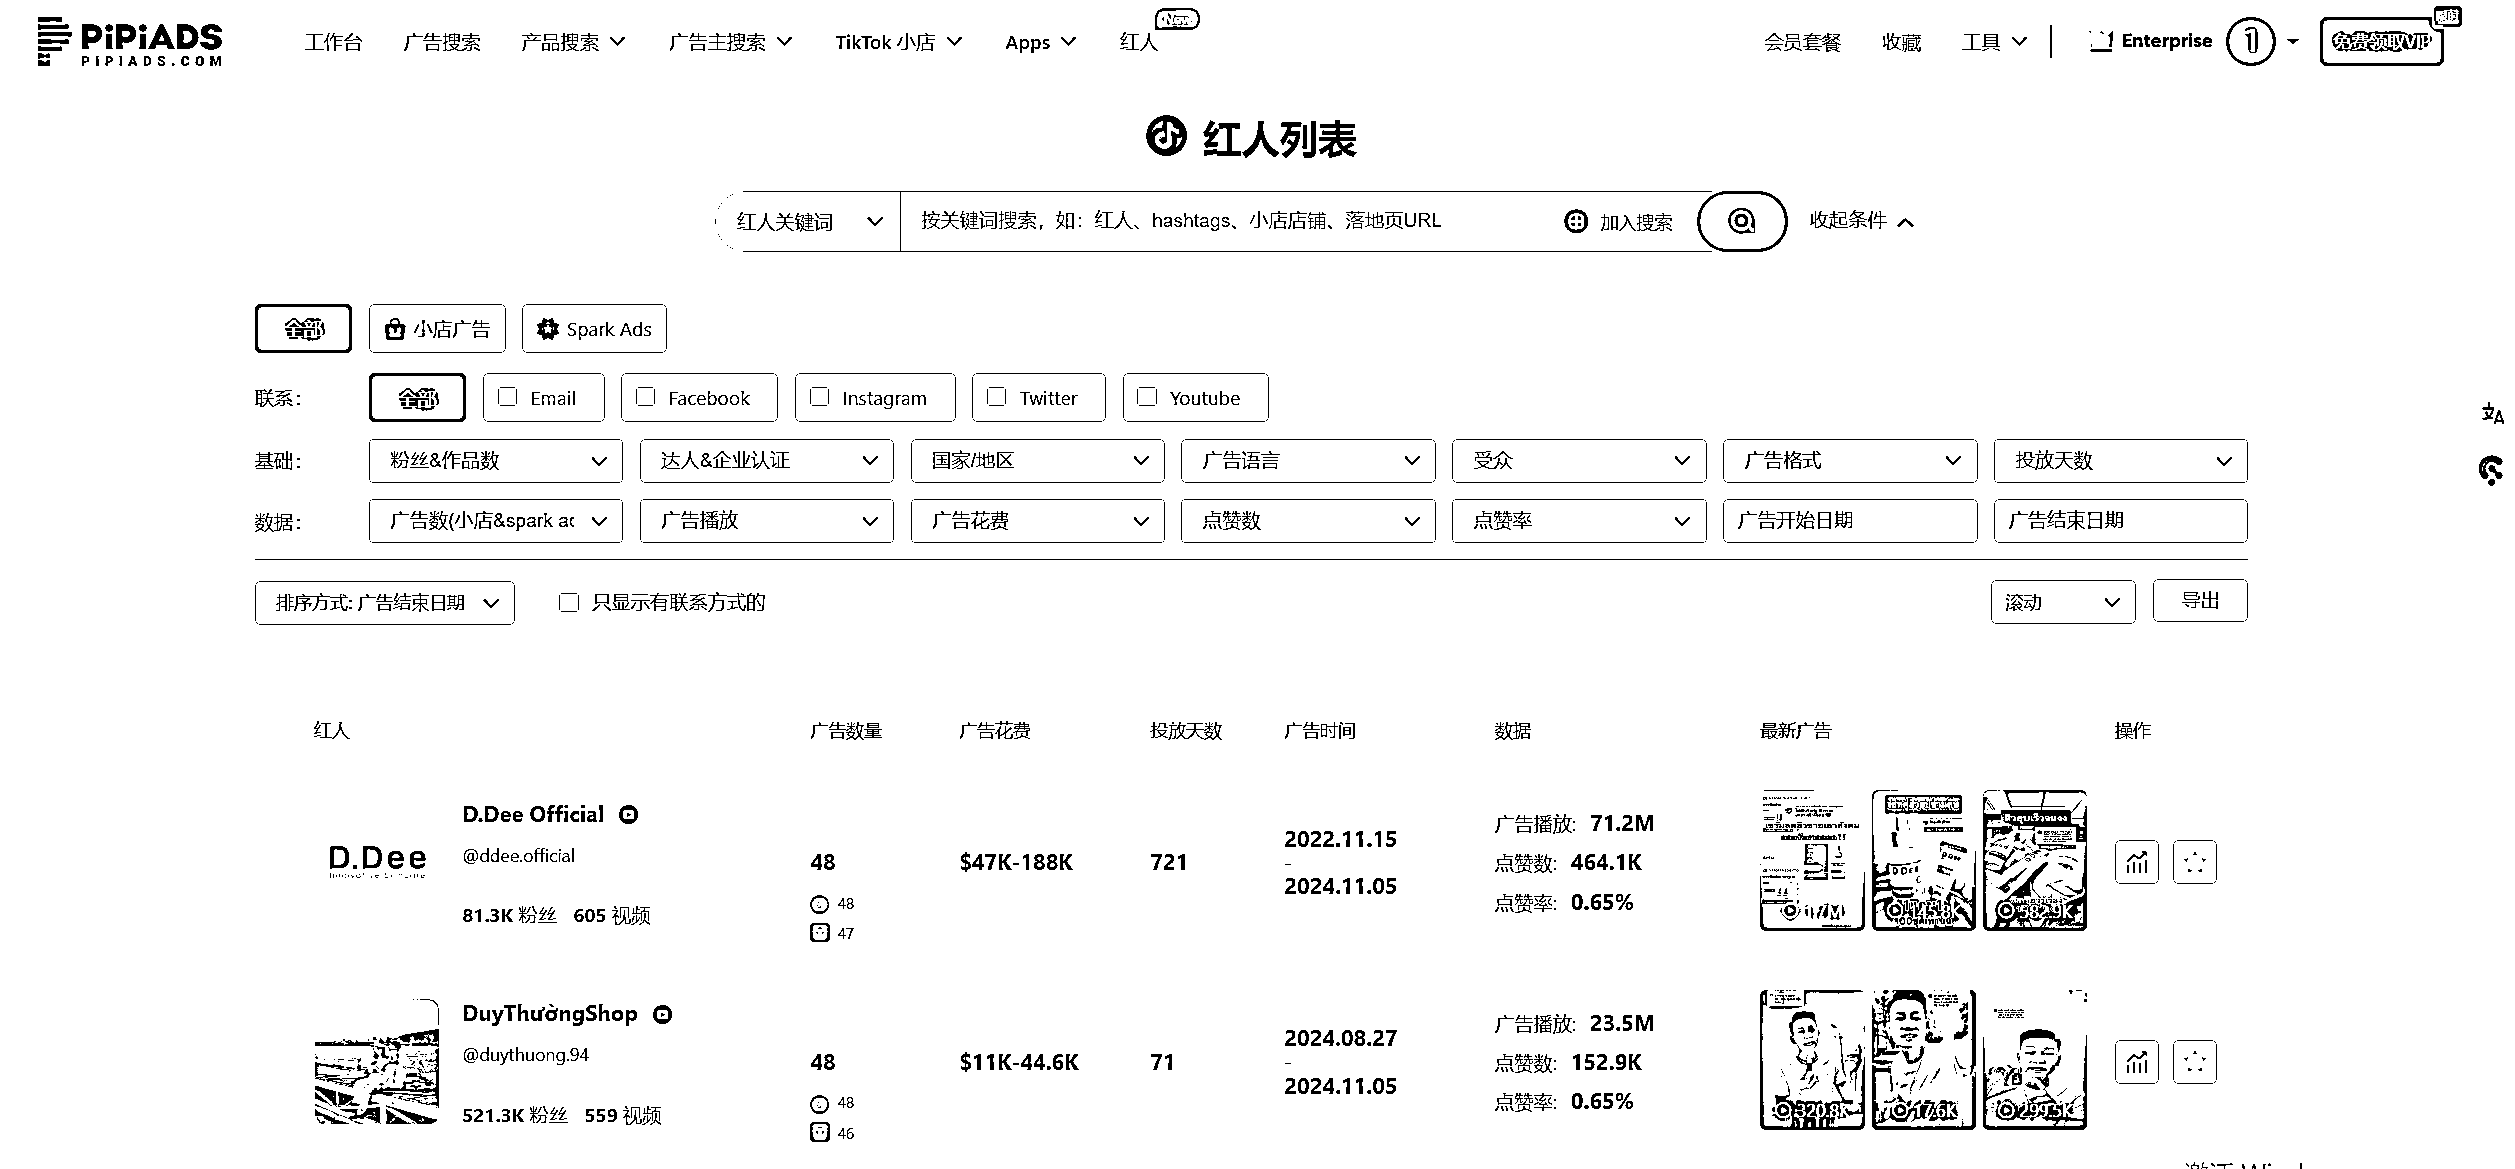 PiPiADS
PIPIADS.COM
工作台 广告搜索 产品搜索 广告主搜索 TikTok 小店 Apps 红人 New
会员套餐 收藏 工具 Enterprise 免费领取VIP
红人列表
红人关键词 按关键词搜索，如：红人、hashtags、小店店铺、落地页URL 加入搜索 收起条件
全部 小店广告 Spark Ads
联系： 全部 Email Facebook Instagram Twitter Youtube
基础： 粉丝&作品数 达人&企业认证 国家/地区 广告语言 受众 广告格式 投放天数
数据： 广告数(小店&spark ac 广告播放 广告花费 点赞数 点赞率 广告开始日期 广告结束日期
排序方式: 广告结束日期 只显示有联系方式的 滚动 导出
红人 广告数量 广告花费 投放天数 广告时间 数据 最新广告 操作
D.Dee
D.Dee Official
@ddee.official
81.3K 粉丝 605 视频
48
48
47
$47K-188K
721
2022.11.15
-
2024.11.05
广告播放: 71.2M
点赞数: 464.1K
点赞率: 0.65%
DuyThườngShop
@duythuong.94
521.3K 粉丝 559 视频
48
48
46
$11K-44.6K
71
2024.08.27
-
2024.11.05
广告播放: 23.5M
点赞数: 152.9K
点赞率: 0.65%
320.8K
17.6K
299.5K